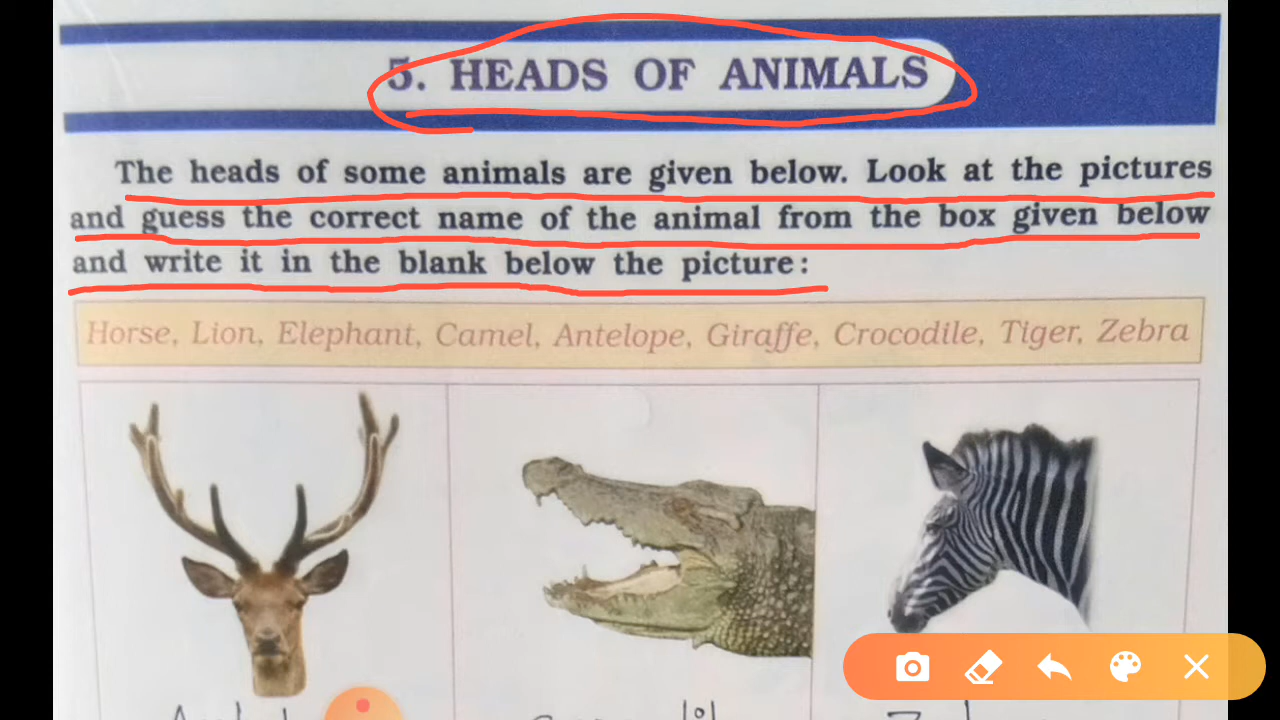 5. HEADS OF ANIMALS
The heads of some animals are given below. Look at the pictures
and guess the correct name of the animal from the box given below
and write it in the blank below the picture:
Horse, Lion, Elephant, Camel, Antelope, Giraffe, Crocodile, Tiger, Zebra